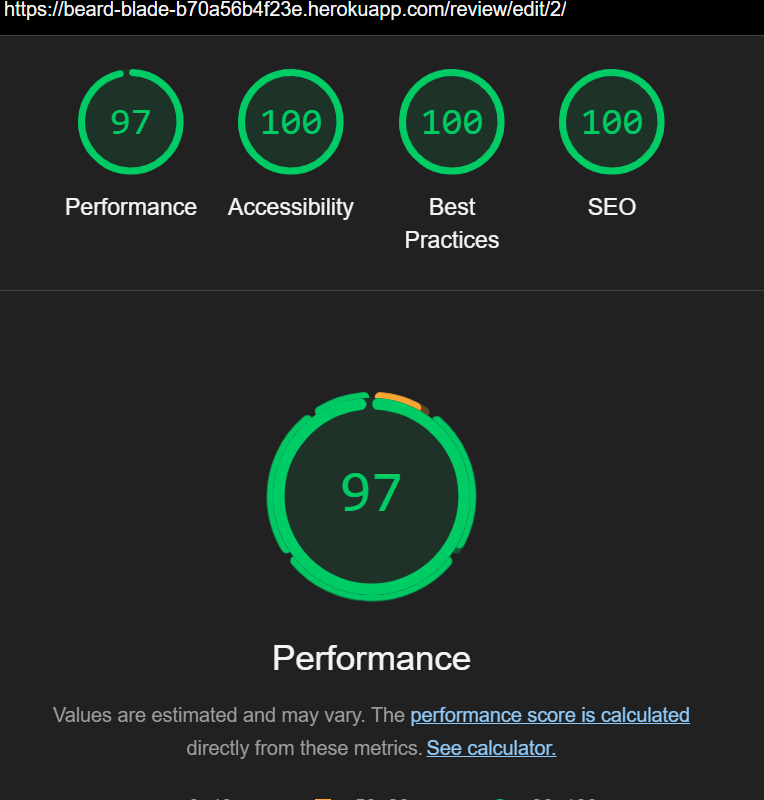 https://beard-blade-b70a56b4f23e.herokuapp.com/review/edit/2/
97 100 100 100
Performance Accessibility Best Practices SEO
97
Performance
Values are estimated and may vary. The performance score is calculated
directly from these metrics. See calculator.